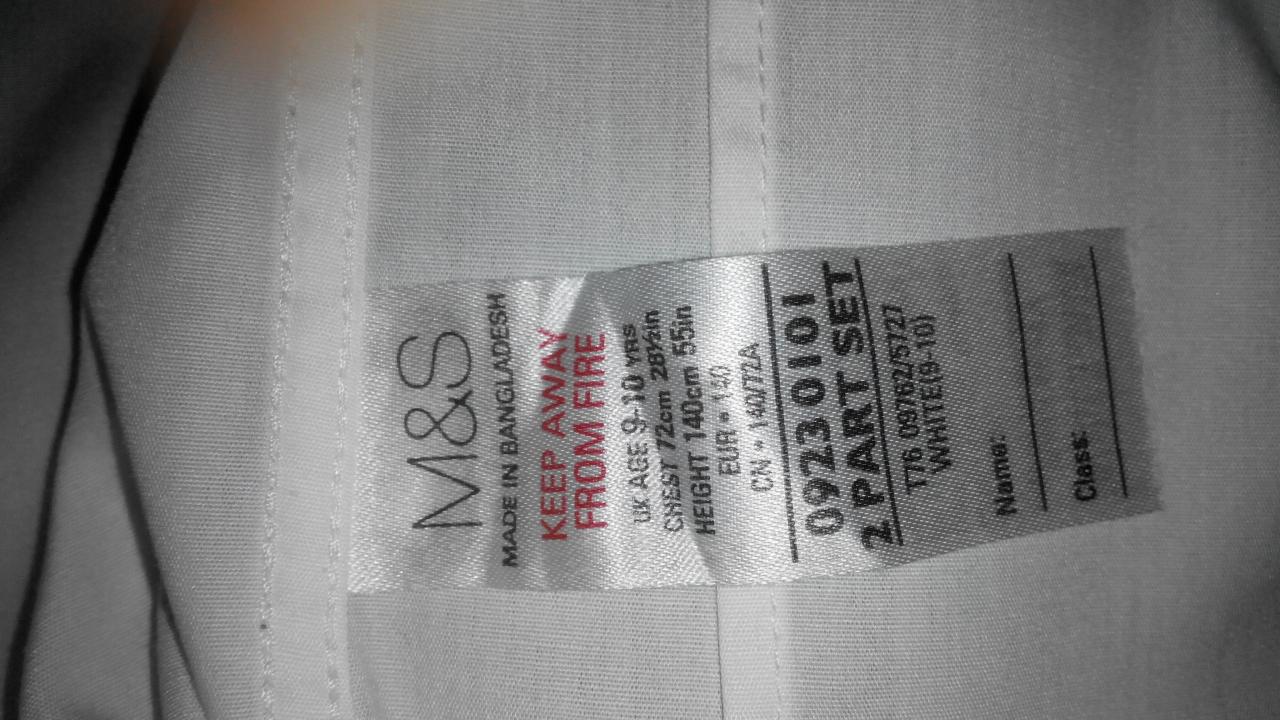 M&S
MADE IN BANGLADESH
KEEP AWAY
FROM FIRE
UK AGE 9-10 YRS
CHEST 72cm 28½in
HEIGHT 140cm 55in
EUR • 140
CN • 140/72A
09230101
2 PART SET
T76 09762/5727
WHITE(9-10)
Name:
Class: